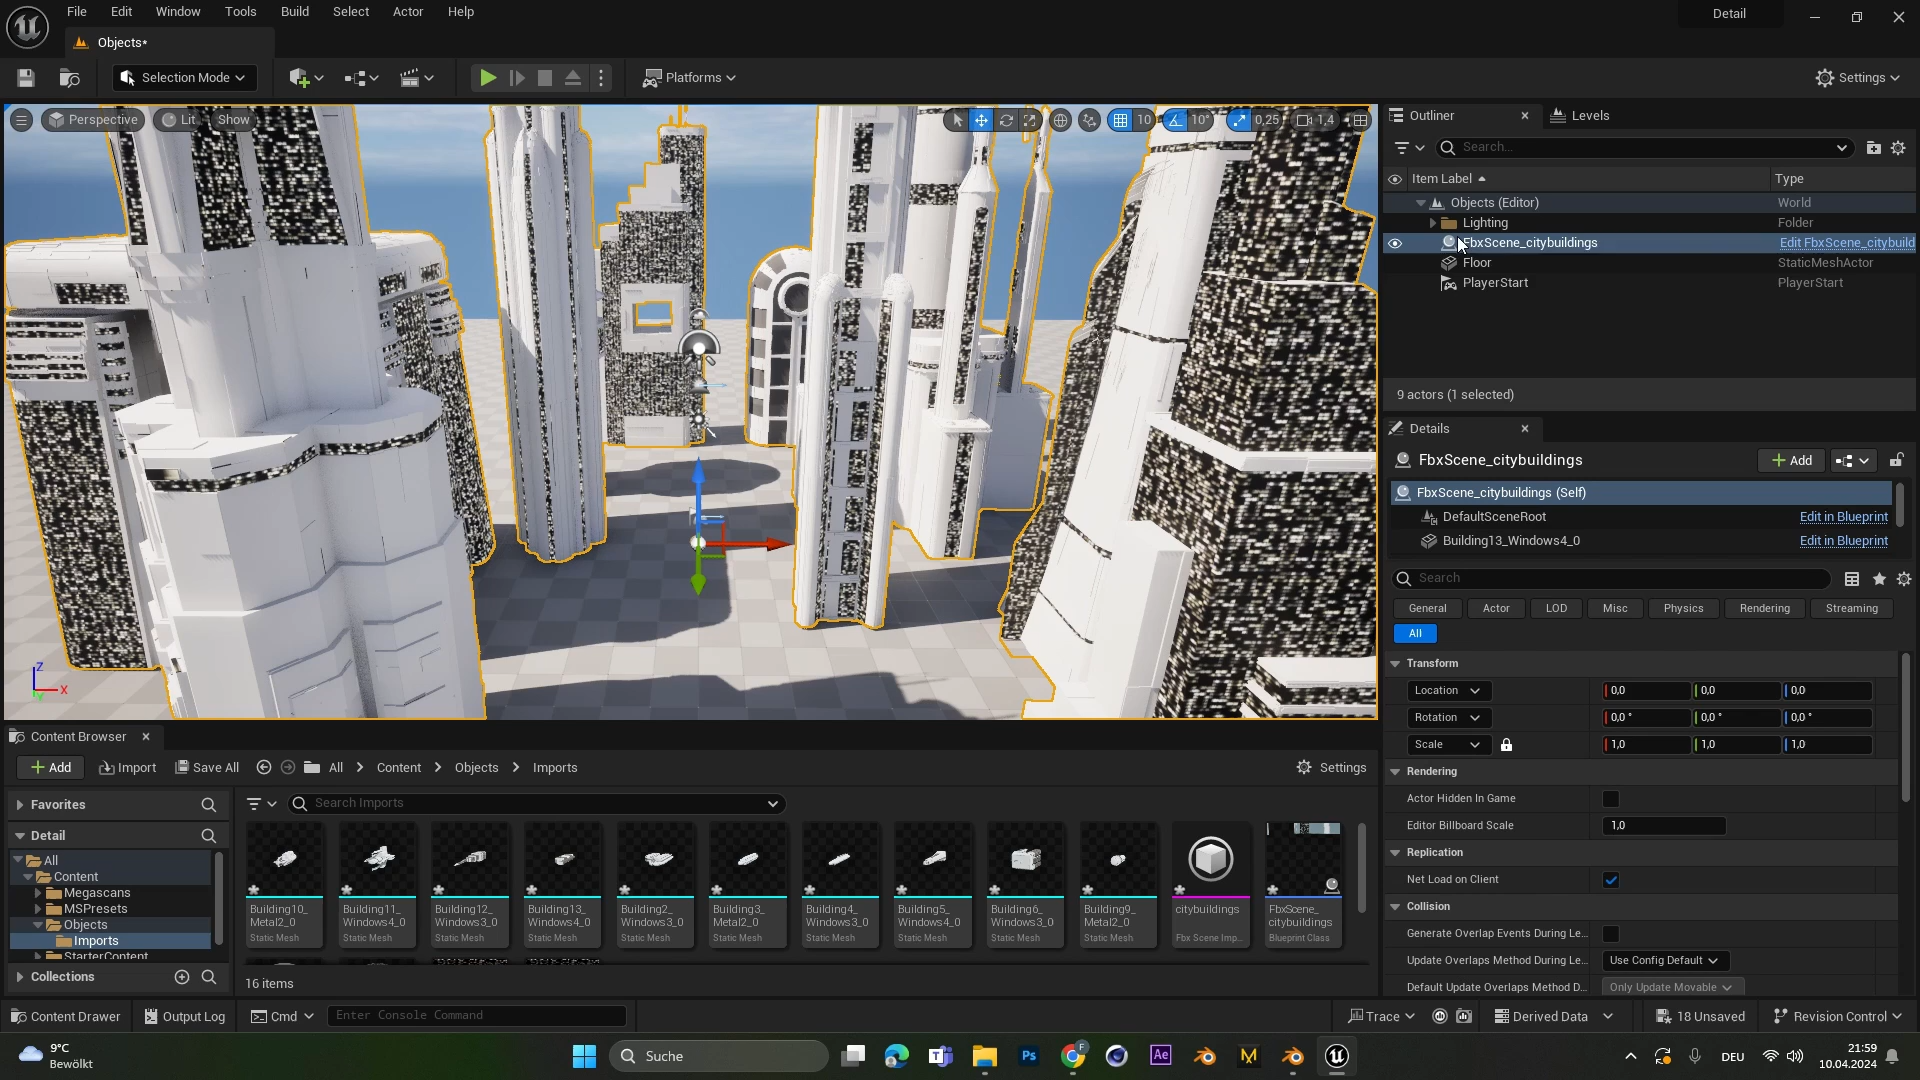 File Edit Window Tools Build Select Actor Help
Detail
Objects*
Selection Mode
Platforms
Settings
Perspective Lit Show
10 10° 0,25 1,4
Outliner Levels
Search...
Item Label Type
Objects (Editor) World
Lighting Folder
FbxScene_citybuildings Edit FbxScene_citybuild
Floor StaticMeshActor
PlayerStart PlayerStart
9 actors (1 selected)
Details
FbxScene_citybuildings Add
FbxScene_citybuildings (Self)
DefaultSceneRoot Edit in Blueprint
Building13_Windows4_0 Edit in Blueprint
Search
General Actor LOD Misc Physics Rendering Streaming
All
Transform
Location 0,0 0,0 0,0
Rotation 0,0 ° 0,0 ° 0,0 °
Scale 1,0 1,0 1,0
Rendering
Actor Hidden In Game
Editor Billboard Scale 1,0
Replication
Net Load on Client
Collision
Generate Overlap Events During Le...
Update Overlaps Method During Le... Use Config Default
Default Update Overlaps Method D... Only Update Movable
Z
X
Y
Content Browser
Add Import Save All All Content Objects Imports Settings
Favorites
Search Imports
Detail
All
Content
Megascans
MSPresets
Objects
Imports
StarterContent
Collections
Building10_
Metal2_0
Static Mesh
Building11_
Windows4_0
Static Mesh
Building12_
Windows3_0
Static Mesh
Building13_
Windows4_0
Static Mesh
Building2_
Windows3_0
Static Mesh
Building3_
Metal2_0
Static Mesh
Building4_
Windows3_0
Static Mesh
Building5_
Windows4_0
Static Mesh
Building6_
Windows3_0
Static Mesh
Building9_
Metal2_0
Static Mesh
citybuildings
Fbx Scene Imp...
FbxScene_
citybuildings
Blueprint Class
16 items
Content Drawer Output Log Cmd Enter Console Command Trace Derived Data 18 Unsaved Revision Control
9°C
Bewölkt
Suche
Ps
Ae
M
DEU
21:59
10.04.2024